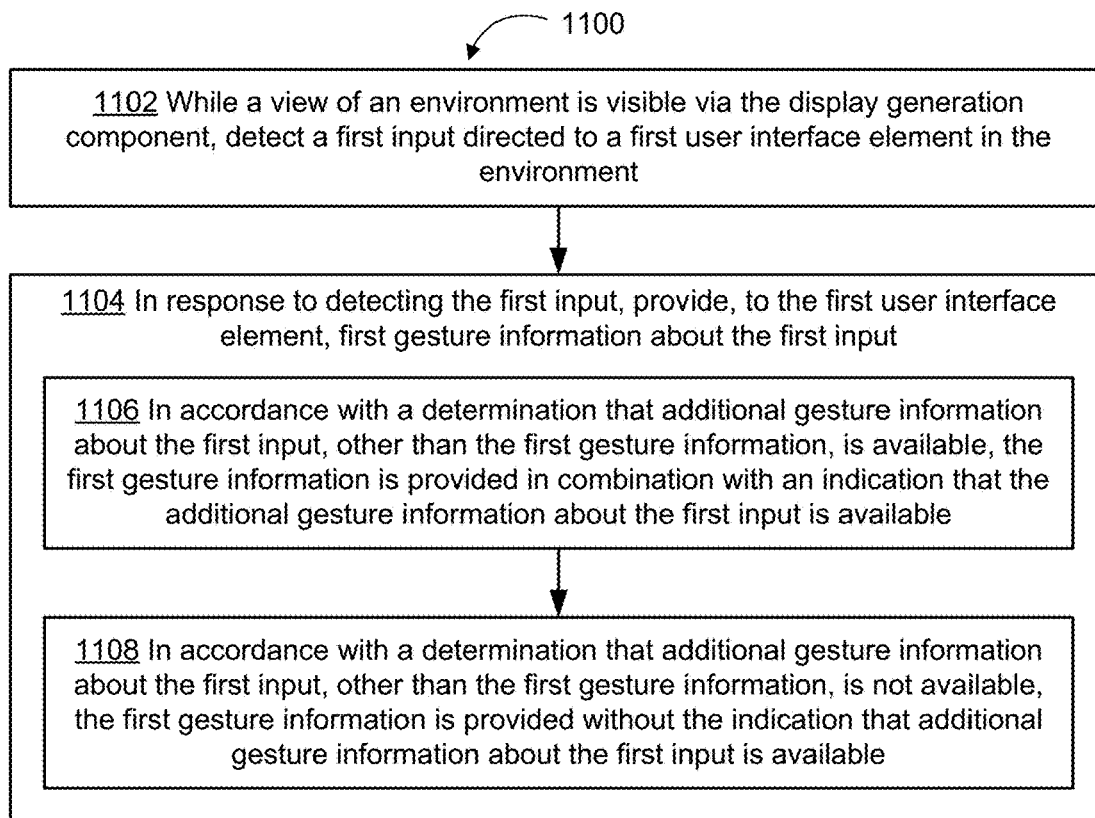 1100
1102 While a view of an environment is visible via the display generation
component, detect a first input directed to a first user interface element in the
environment
1104 In response to detecting the first input, provide, to the first user interface
element, first gesture information about the first input
1106 In accordance with a determination that additional gesture information
about the first input, other than the first gesture information, is available, the
first gesture information is provided in combination with an indication that the
additional gesture information about the first input is available
1108 In accordance with a determination that additional gesture information
about the first input, other than the first gesture information, is not available,
the first gesture information is provided without the indication that additional
gesture information about the first input is available